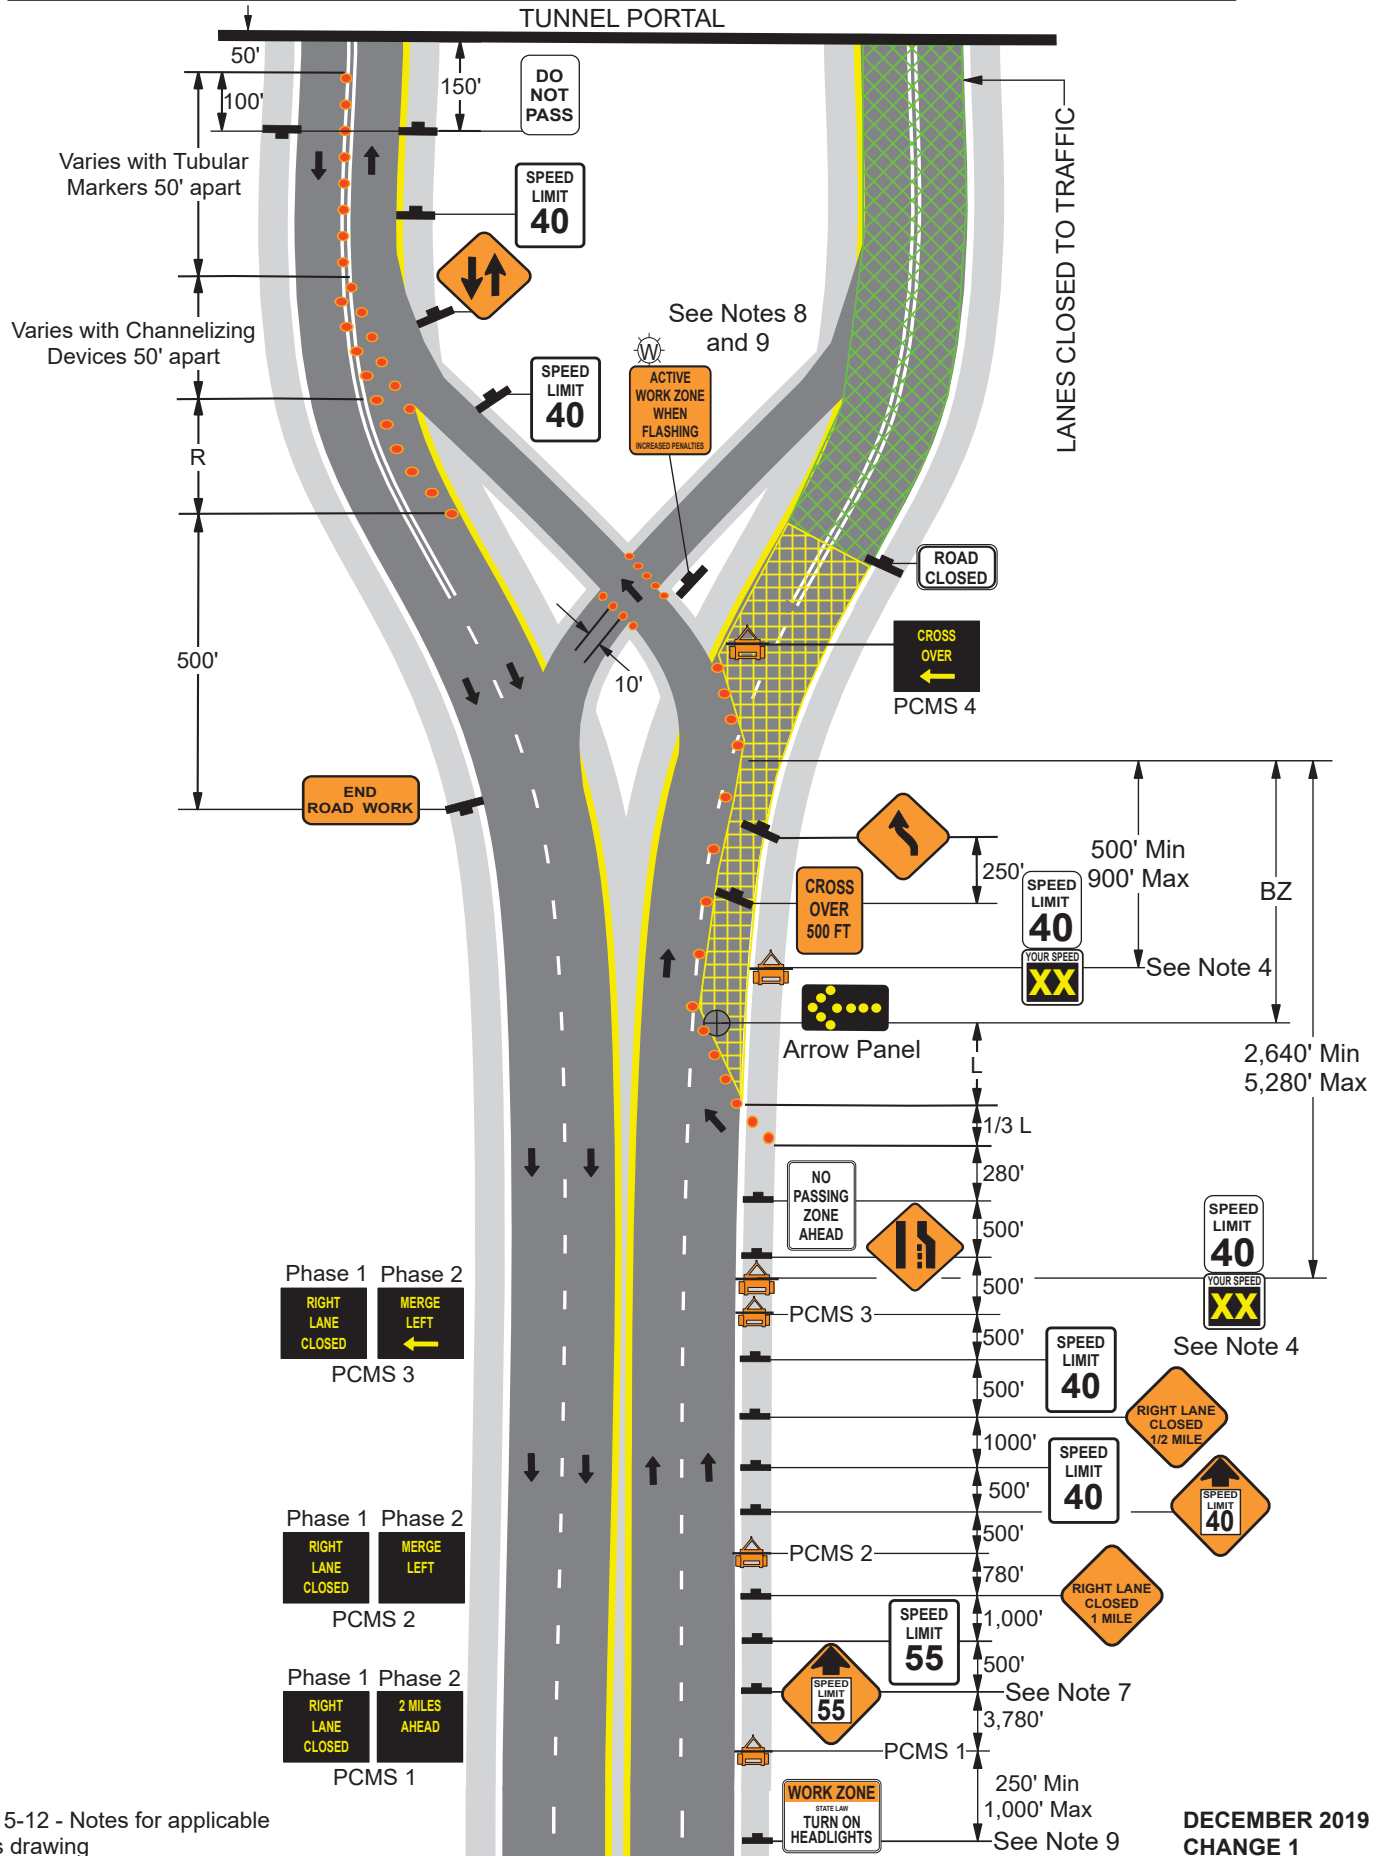 TUNNEL PORTAL
50'
100'
150'
DO
NOT
PASS
Varies with Tubular
Markers 50' apart
SPEED
LIMIT
40
LANES CLOSED TO TRAFFIC
Varies with Channelizing
Devices 50' apart
See Notes 8
and 9
W
SPEED
LIMIT
40
ACTIVE
WORK ZONE
WHEN
FLASHING
INCREASED PENALTIES
R
ROAD
CLOSED
500'
10'
CROSS
OVER
PCMS 4
END
ROAD WORK
250'
500' Min
900' Max
BZ
CROSS
OVER
500 FT
SPEED
LIMIT
40
YOUR SPEED
XX
See Note 4
Arrow Panel
L
2,640' Min
5,280' Max
1/3 L
280'
NO
PASSING
ZONE
AHEAD
500'
SPEED
LIMIT
40
YOUR SPEED
XX
See Note 4
500'
Phase 1 Phase 2
RIGHT
LANE
CLOSED
MERGE
LEFT
PCMS 3
PCMS 3
500'
SPEED
LIMIT
40
500'
RIGHT LANE
CLOSED
1/2 MILE
1000'
SPEED
LIMIT
40
500'
SPEED
LIMIT
40
500'
Phase 1 Phase 2
RIGHT
LANE
CLOSED
MERGE
LEFT
PCMS 2
PCMS 2
780'
RIGHT LANE
CLOSED
1 MILE
1,000'
SPEED
LIMIT
55
500'
SPEED
LIMIT
55
See Note 7
3,780'
Phase 1 Phase 2
RIGHT
LANE
CLOSED
2 MILES
AHEAD
PCMS 1
PCMS 1
250' Min
1,000' Max
WORK ZONE
STATE LAW
TURN ON
HEADLIGHTS
See Note 9
5-12 - Notes for applicable
s drawing
DECEMBER 2019
CHANGE 1